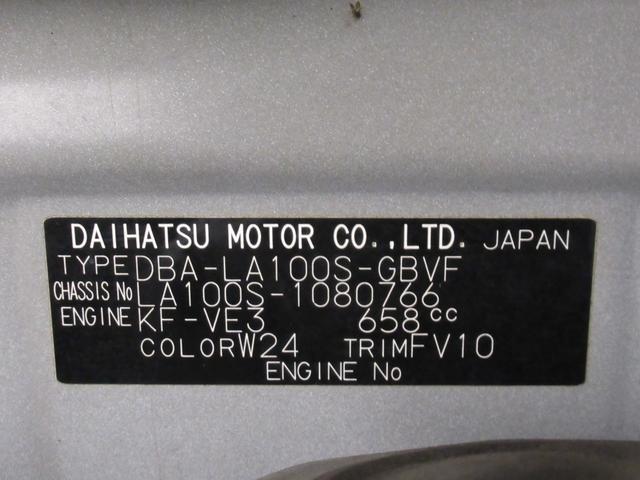 DAIHATSU MOTOR CO.,LTD. JAPAN
TYPE DBA-LA100S-GBVF
CHASSIS No LA100S-1080766
ENGINE KF-VE3 658cc
COLOR W24 TRIM FV10
ENGINE No